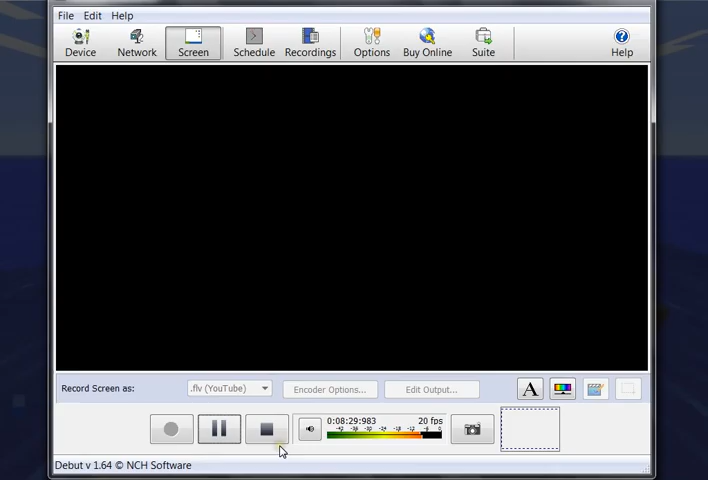 File Edit Help
Device Network Screen Schedule Recordings Options Buy Online Suite Help
Record Screen as: .flv (YouTube) Encoder Options... Edit Output...
A
0:08:29:983 20 fps
Debut v 1.64 © NCH Software